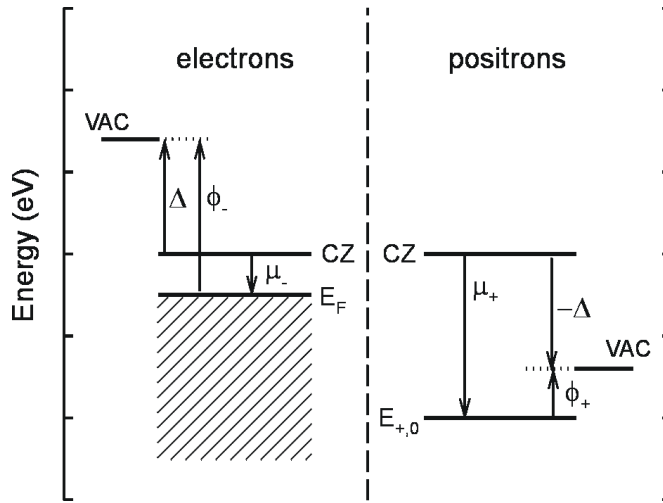 electrons
positrons
Energy (eV)
VAC
Δ
ϕ₋
CZ
μ₋
E_F
CZ
μ₊
−Δ
VAC
ϕ₊
E₊,₀